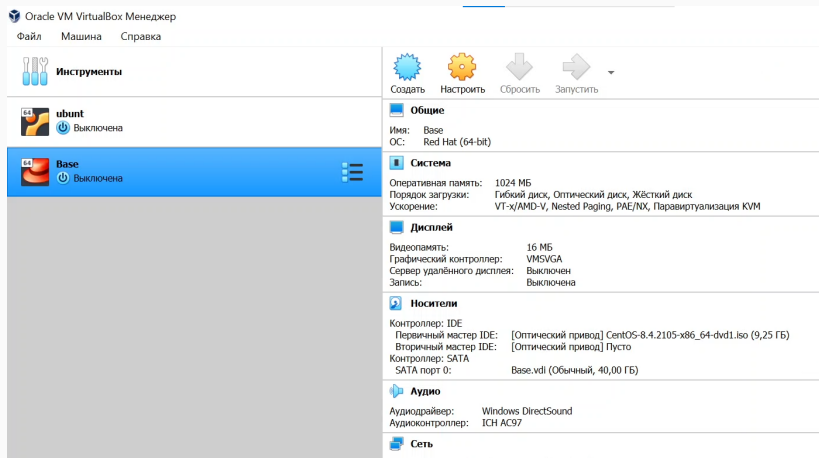 Oracle VM VirtualBox Менеджер
Файл Машина Справка
Инструменты
64
ubunt
Выключена
64
Base
Выключена
Создать Настроить Сбросить Запустить
Общие
Имя: Base
ОС: Red Hat (64-bit)
Система
Оперативная память: 1024 МБ
Порядок загрузки: Гибкий диск, Оптический диск, Жёсткий диск
Ускорение: VT-x/AMD-V, Nested Paging, PAE/NX, Паравиртуализация KVM
Дисплей
Видеопамять: 16 МБ
Графический контроллер: VMSVGA
Сервер удалённого дисплея: Выключен
Запись: Выключена
Носители
Контроллер: IDE
Первичный мастер IDE: [Оптический привод] CentOS-8.4.2105-x86_64-dvd1.iso (9,25 ГБ)
Вторичный мастер IDE: [Оптический привод] Пусто
Контроллер: SATA
SATA порт 0: Base.vdi (Обычный, 40,00 ГБ)
Аудио
Аудиодрайвер: Windows DirectSound
Аудиоконтроллер: ICH AC97
Сеть